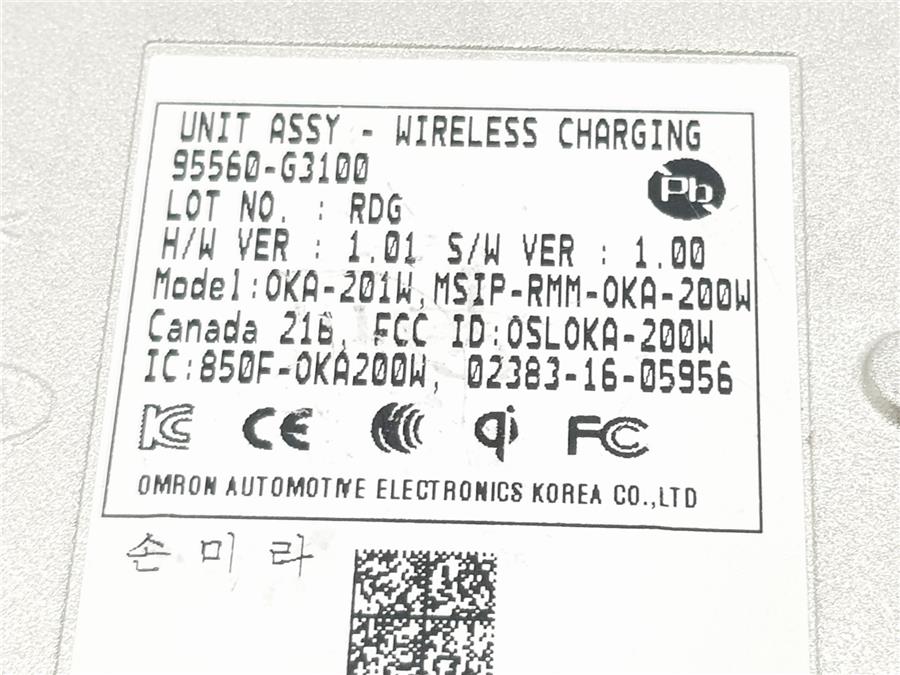 UNIT ASSY - WIRELESS CHARGING
95560-G3100
Pb
LOT NO. : RDG
H/W VER : 1.01 S/W VER : 1.00
Model:OKA-201W,MSIP-RMM-OKA-200W
Canada 216, FCC ID:OSLOKA-200W
IC:850F-OKA200W, 02383-16-05956
KC CE CCC qi FC
OMRON AUTOMOTIVE ELECTRONICS KOREA CO.,LTD
손미라